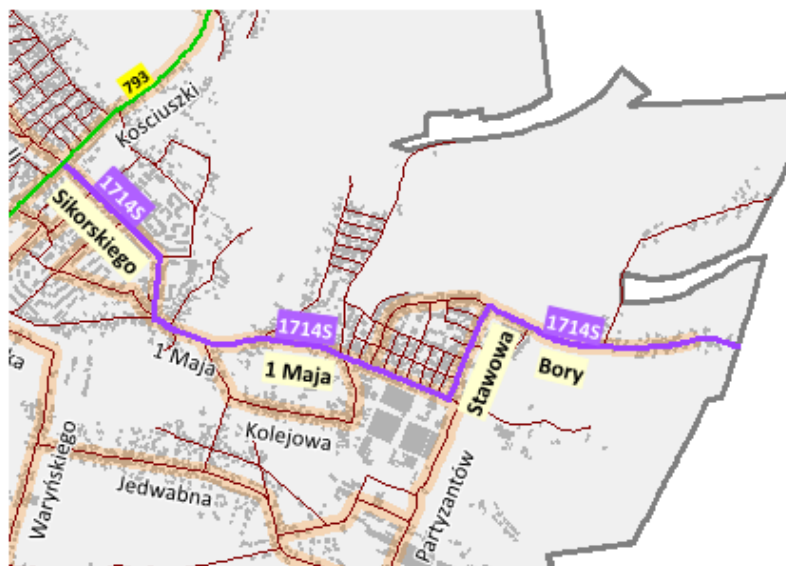 793
Kościuszki
1714S
Sikorskiego
1714S
1714S
1 Maja
1 Maja
Stawowa
Bory
Kolejowa
Waryńskiego
Jedwabna
Partyzantów